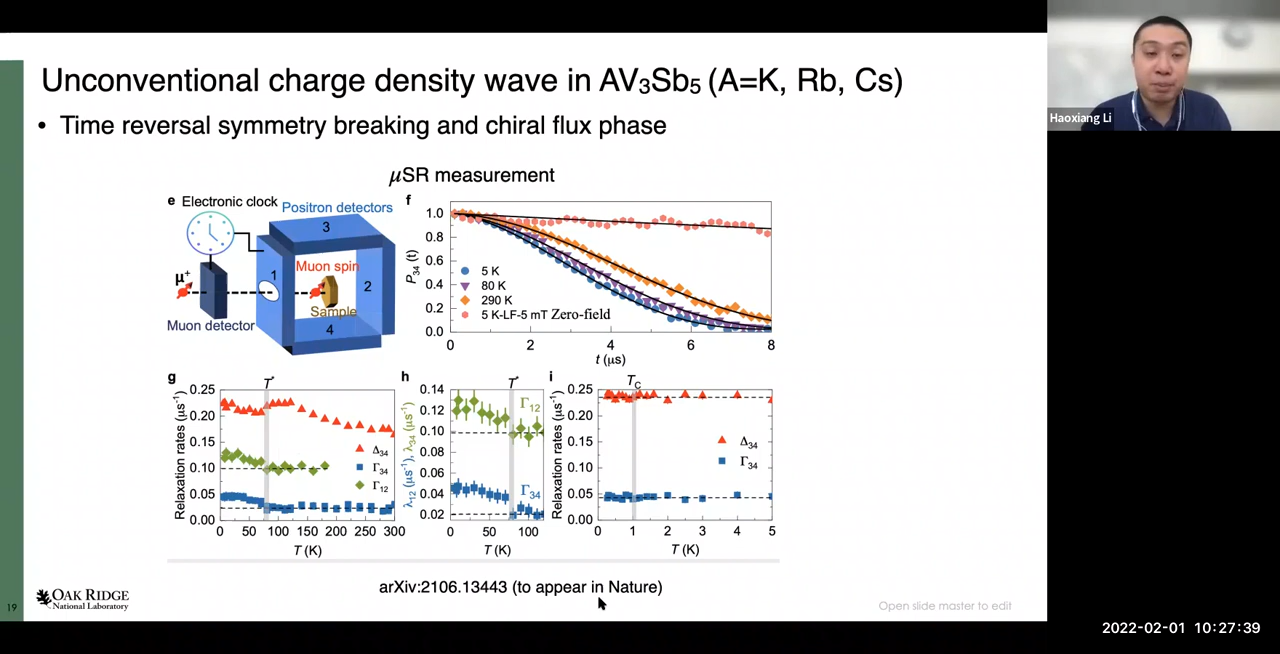 Unconventional charge density wave in AV₃Sb₅ (A=K, Rb, Cs)
• Time reversal symmetry breaking and chiral flux phase
Haoxiang Li
μSR measurement
e Electronic clock
Positron detectors
3
1
Muon spin
2
μ⁺
Sample
Muon detector
4
f
P₃₄ (t)
1.0
0.8
0.6
0.4
0.2
0.0
5 K
80 K
290 K
5 K-LF-5 mT Zero-field
0 2 4 6 8
t (μs)
g
T*
Relaxation rates (μs⁻¹)
0.25
0.20
0.15
0.10
0.05
0.00
Δ₃₄
Γ₃₄
Γ₁₂
0 50 100 150 200 250 300
T (K)
h
T*
λ₁₂ (μs⁻¹), λ₃₄ (μs⁻¹)
0.14
0.12
0.10
0.08
0.06
0.04
0.02
Γ₁₂
Γ₃₄
0 50 100
T (K)
i
T_C
Relaxation rates (μs⁻¹)
0.25
0.20
0.15
0.10
0.05
0.00
Δ₃₄
Γ₃₄
0 1 2 3 4 5
T (K)
arXiv:2106.13443 (to appear in Nature)
19
OAK RIDGE
National Laboratory
Open slide master to edit
2022-02-01 10:27:39